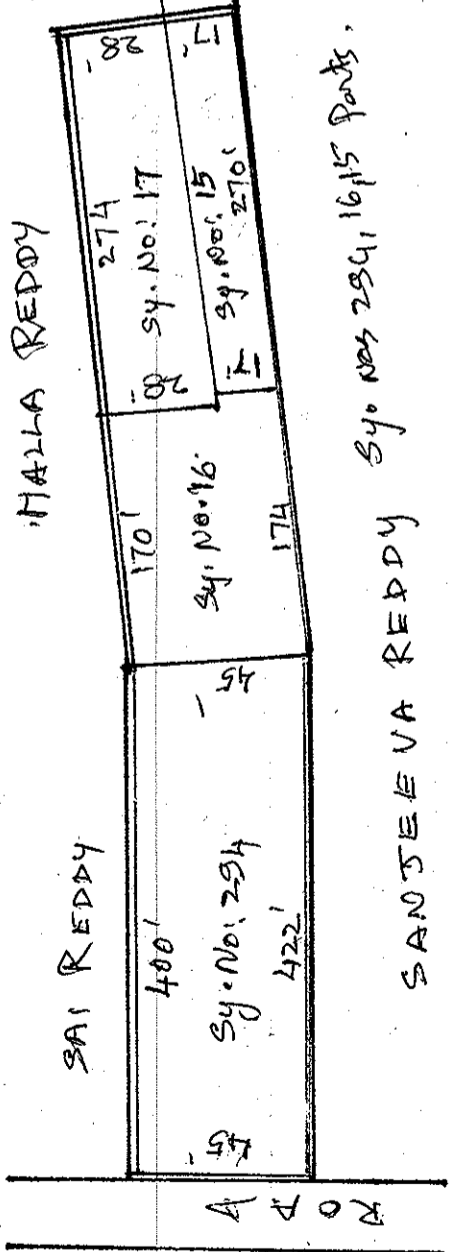 MALLA REDDY
SAI REDDY
28'
17'
274
Sy. No: 17
Sy. No: 15
270'
28'
17'
170'
Sy. No. 16
174
45'
400'
Sy. No: 294
422'
45'
ROAD
SANJEEVA REDDY Sy. Nos 294, 16, 15 Parts.